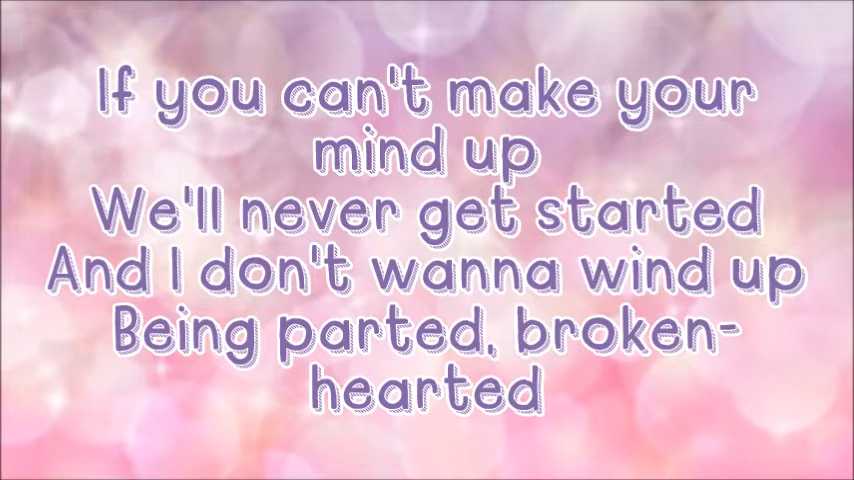 If you can't make your
mind up
We'll never get started
And I don't wanna wind up
Being parted, broken-
hearted